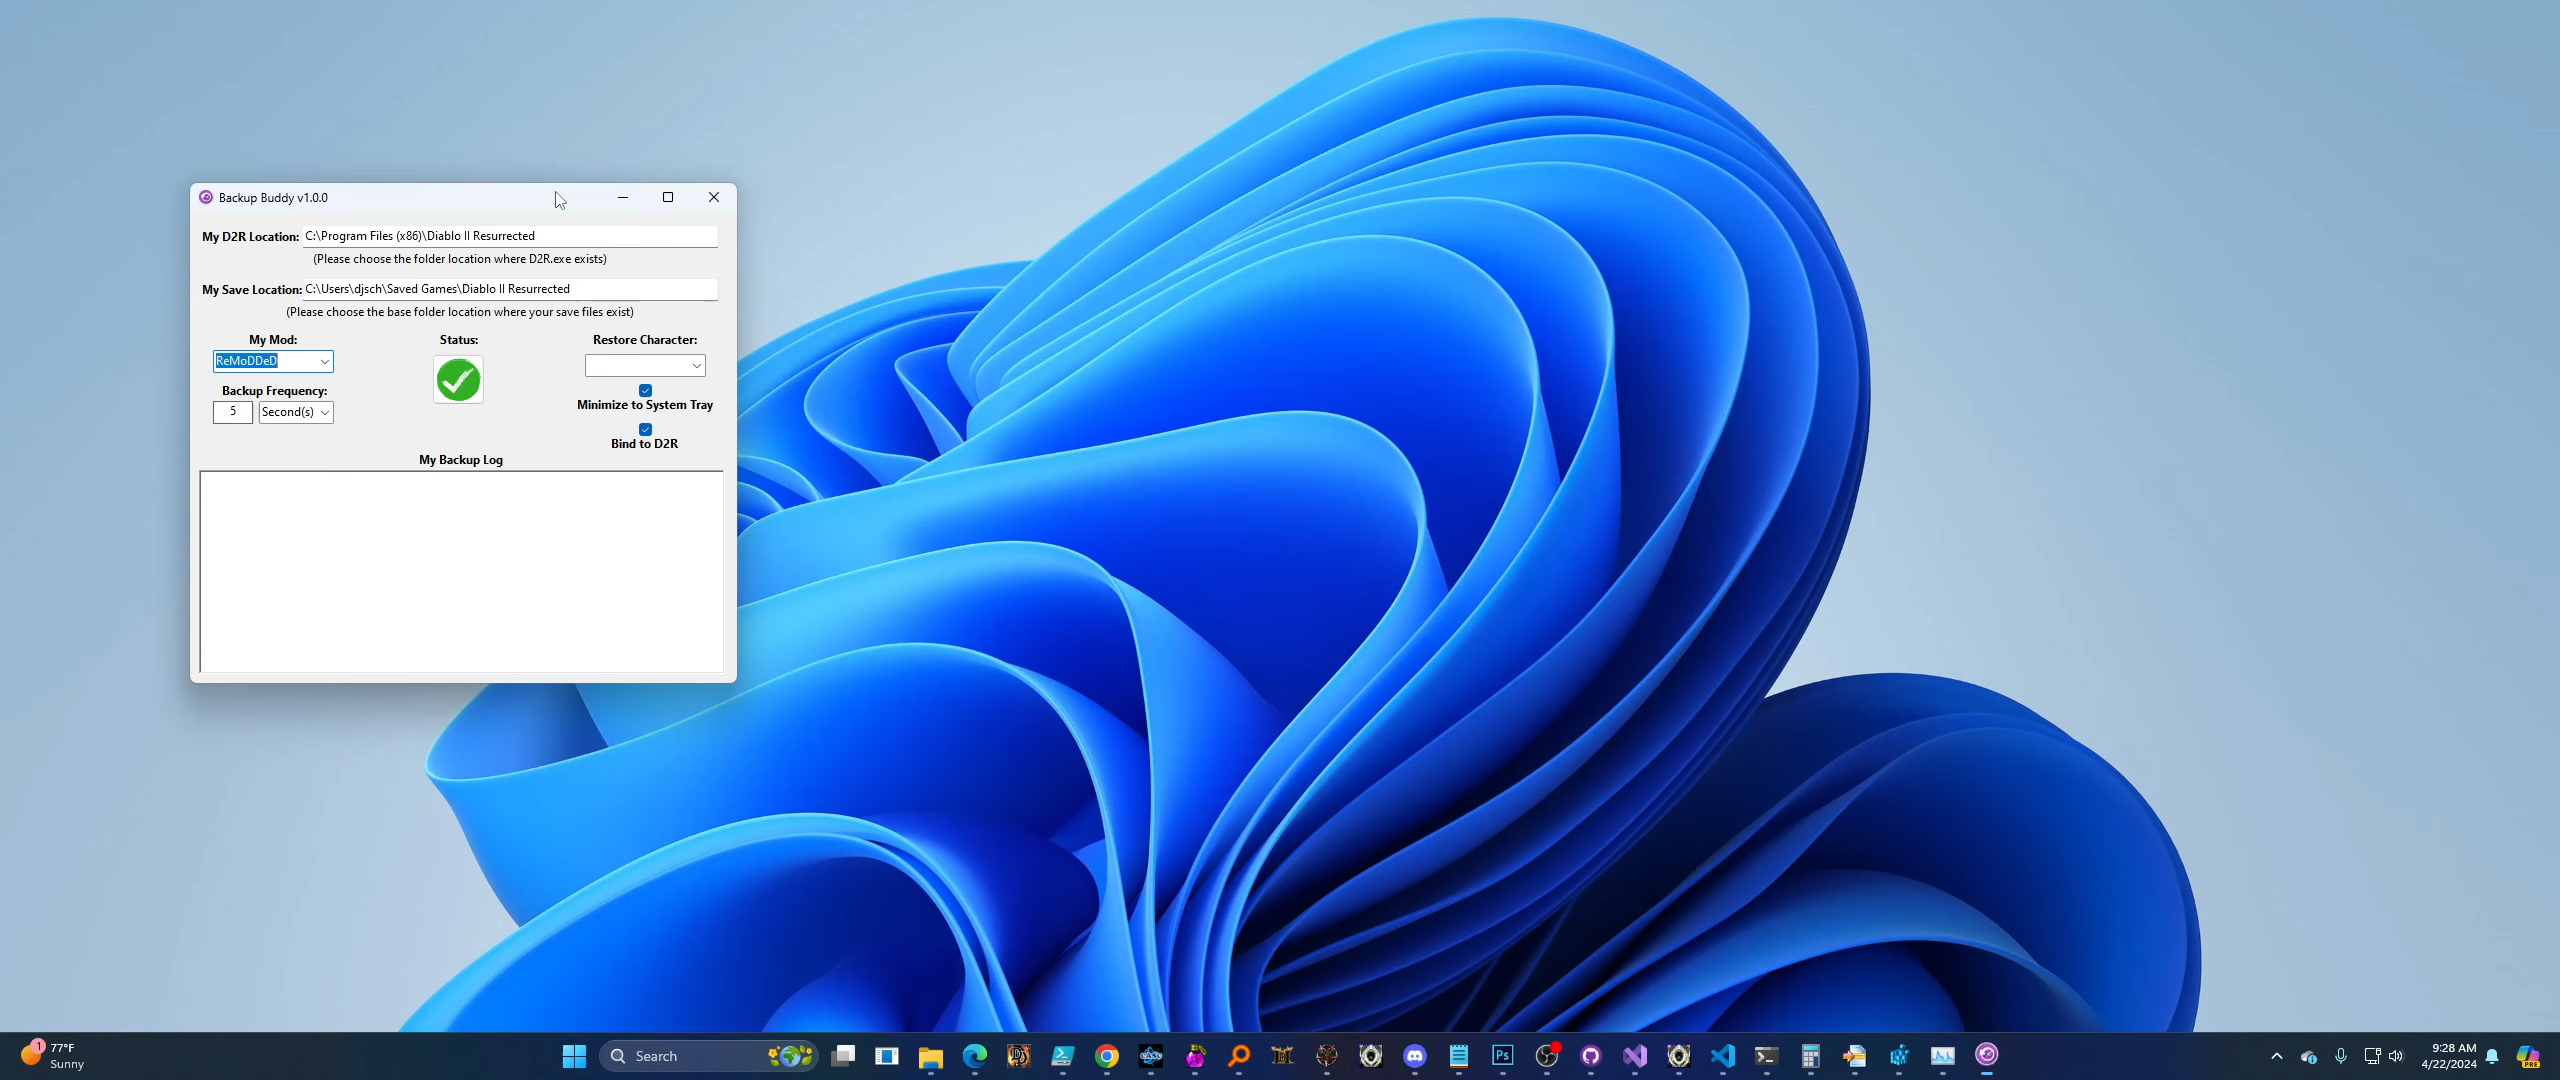 Backup Buddy v1.0.0
My D2R Location: C:\Program Files (x86)\Diablo II Resurrected
(Please choose the folder location where D2R.exe exists)
My Save Location: C:\Users\djsch\Saved Games\Diablo II Resurrected
(Please choose the base folder location where your save files exist)
My Mod: Status: Restore Character:
ReMoDDeD
Backup Frequency:
Minimize to System Tray
5 Second(s)
Bind to D2R
My Backup Log
1 77°F
Sunny
Search
Ps
9:28 AM
4/22/2024
PRE